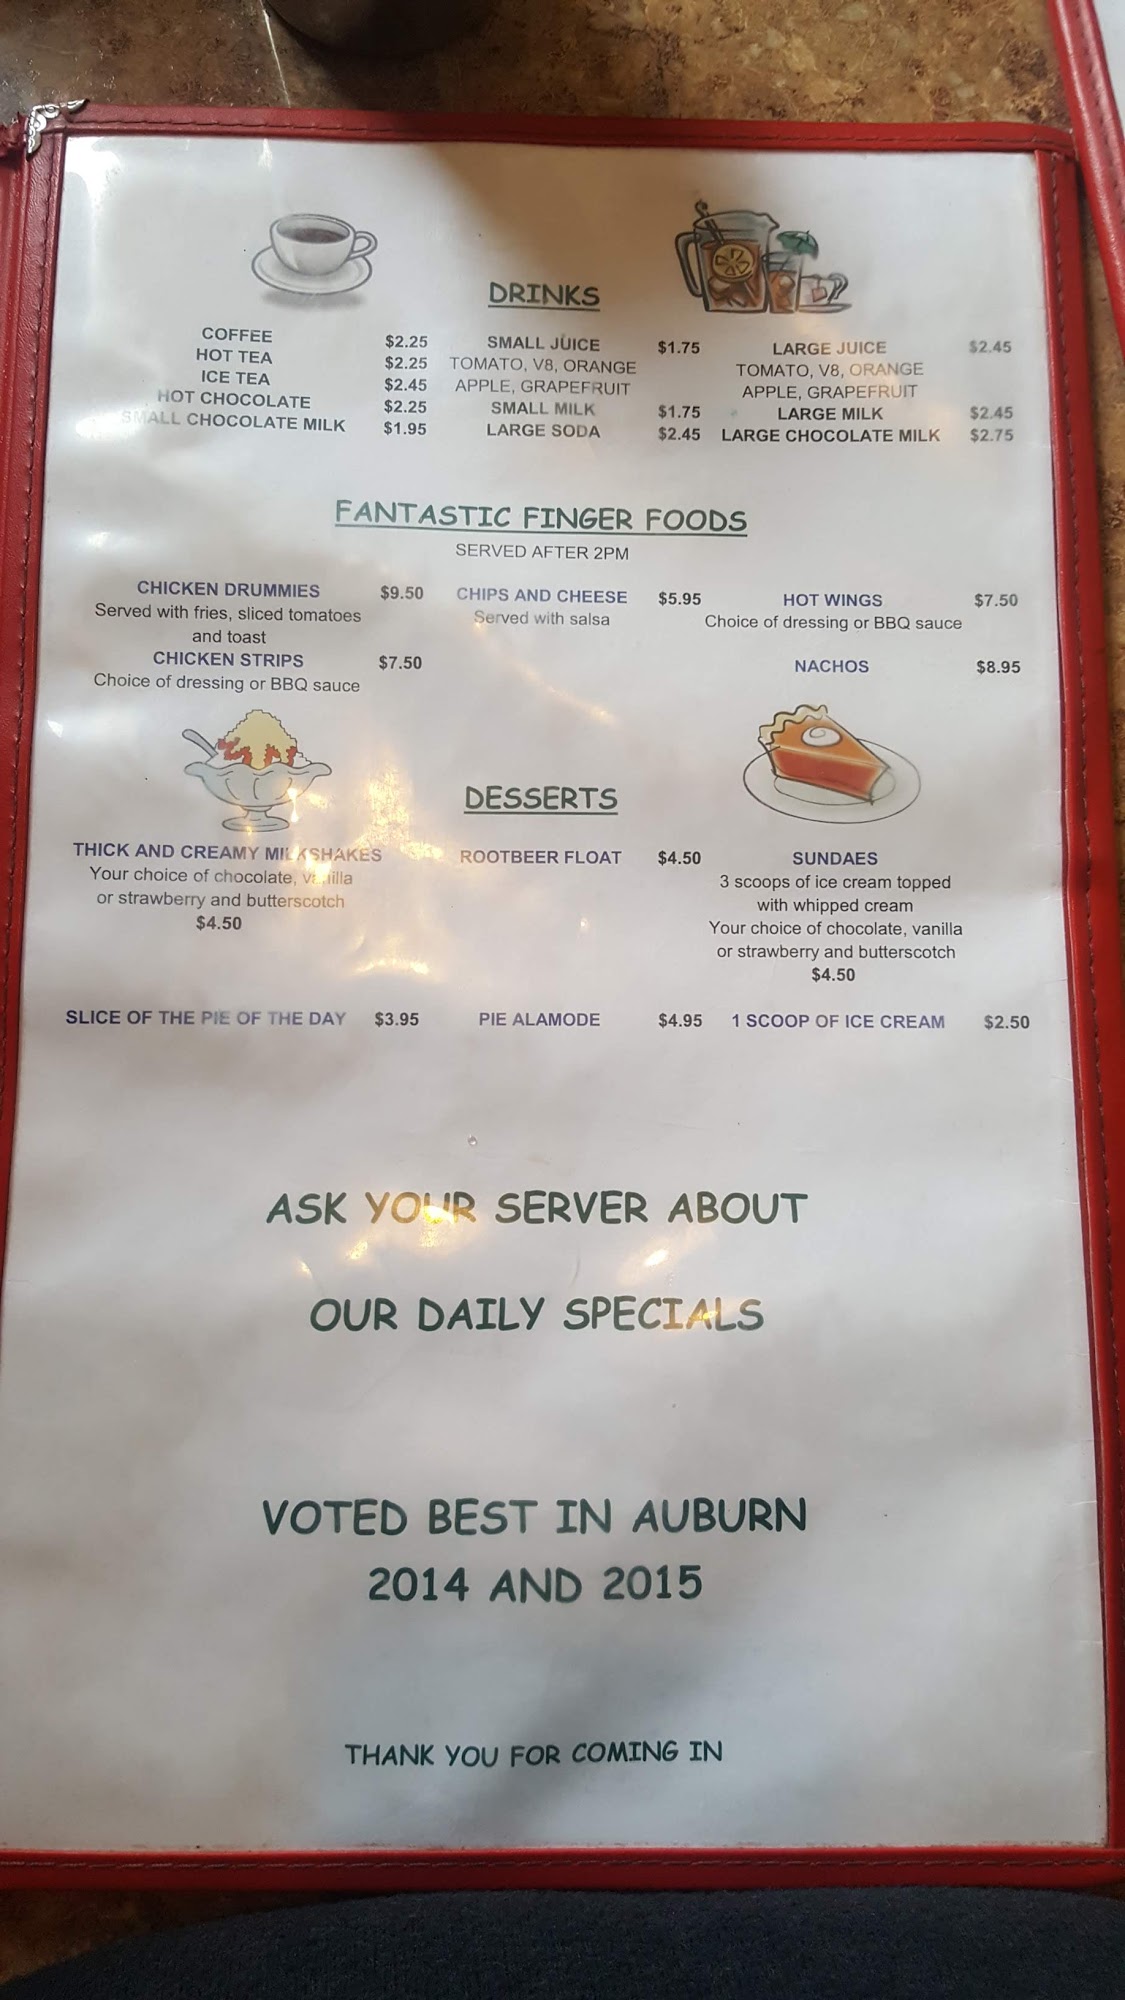 DRINKS
COFFEE $2.25 SMALL JUICE $1.75 LARGE JUICE $2.45
HOT TEA $2.25 TOMATO, V8, ORANGE TOMATO, V8, ORANGE
ICE TEA $2.45 APPLE, GRAPEFRUIT APPLE, GRAPEFRUIT
HOT CHOCOLATE $2.25 SMALL MILK $1.75 LARGE MILK $2.45
SMALL CHOCOLATE MILK $1.95 LARGE SODA $2.45 LARGE CHOCOLATE MILK $2.75
FANTASTIC FINGER FOODS
SERVED AFTER 2PM
CHICKEN DRUMMIES $9.50 CHIPS AND CHEESE $5.95 HOT WINGS $7.50
Served with fries, sliced tomatoes Served with salsa Choice of dressing or BBQ sauce
and toast
CHICKEN STRIPS $7.50 NACHOS $8.95
Choice of dressing or BBQ sauce
DESSERTS
THICK AND CREAMY MILKSHAKES ROOTBEER FLOAT $4.50 SUNDAES
Your choice of chocolate, vanilla 3 scoops of ice cream topped
or strawberry and butterscotch with whipped cream
$4.50 Your choice of chocolate, vanilla
or strawberry and butterscotch
$4.50
SLICE OF THE PIE OF THE DAY $3.95 PIE ALAMODE $4.95 1 SCOOP OF ICE CREAM $2.50
ASK YOUR SERVER ABOUT
OUR DAILY SPECIALS
VOTED BEST IN AUBURN
2014 AND 2015
THANK YOU FOR COMING IN